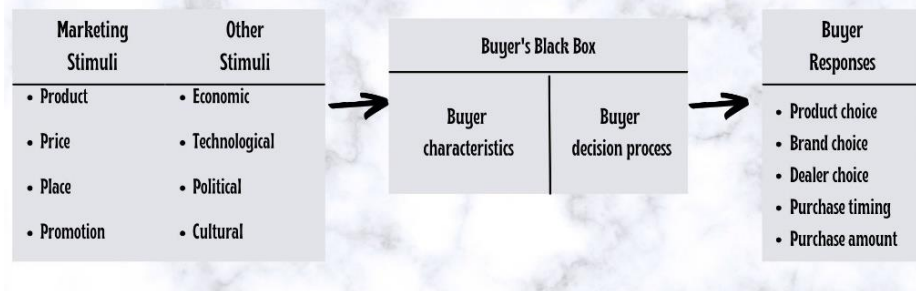 Marketing
Stimuli
• Product
• Price
• Place
• Promotion
Other
Stimuli
• Economic
• Technological
• Political
• Cultural
Buyer's Black Box
Buyer
characteristics
Buyer
decision process
Buyer
Responses
• Product choice
• Brand choice
• Dealer choice
• Purchase timing
• Purchase amount